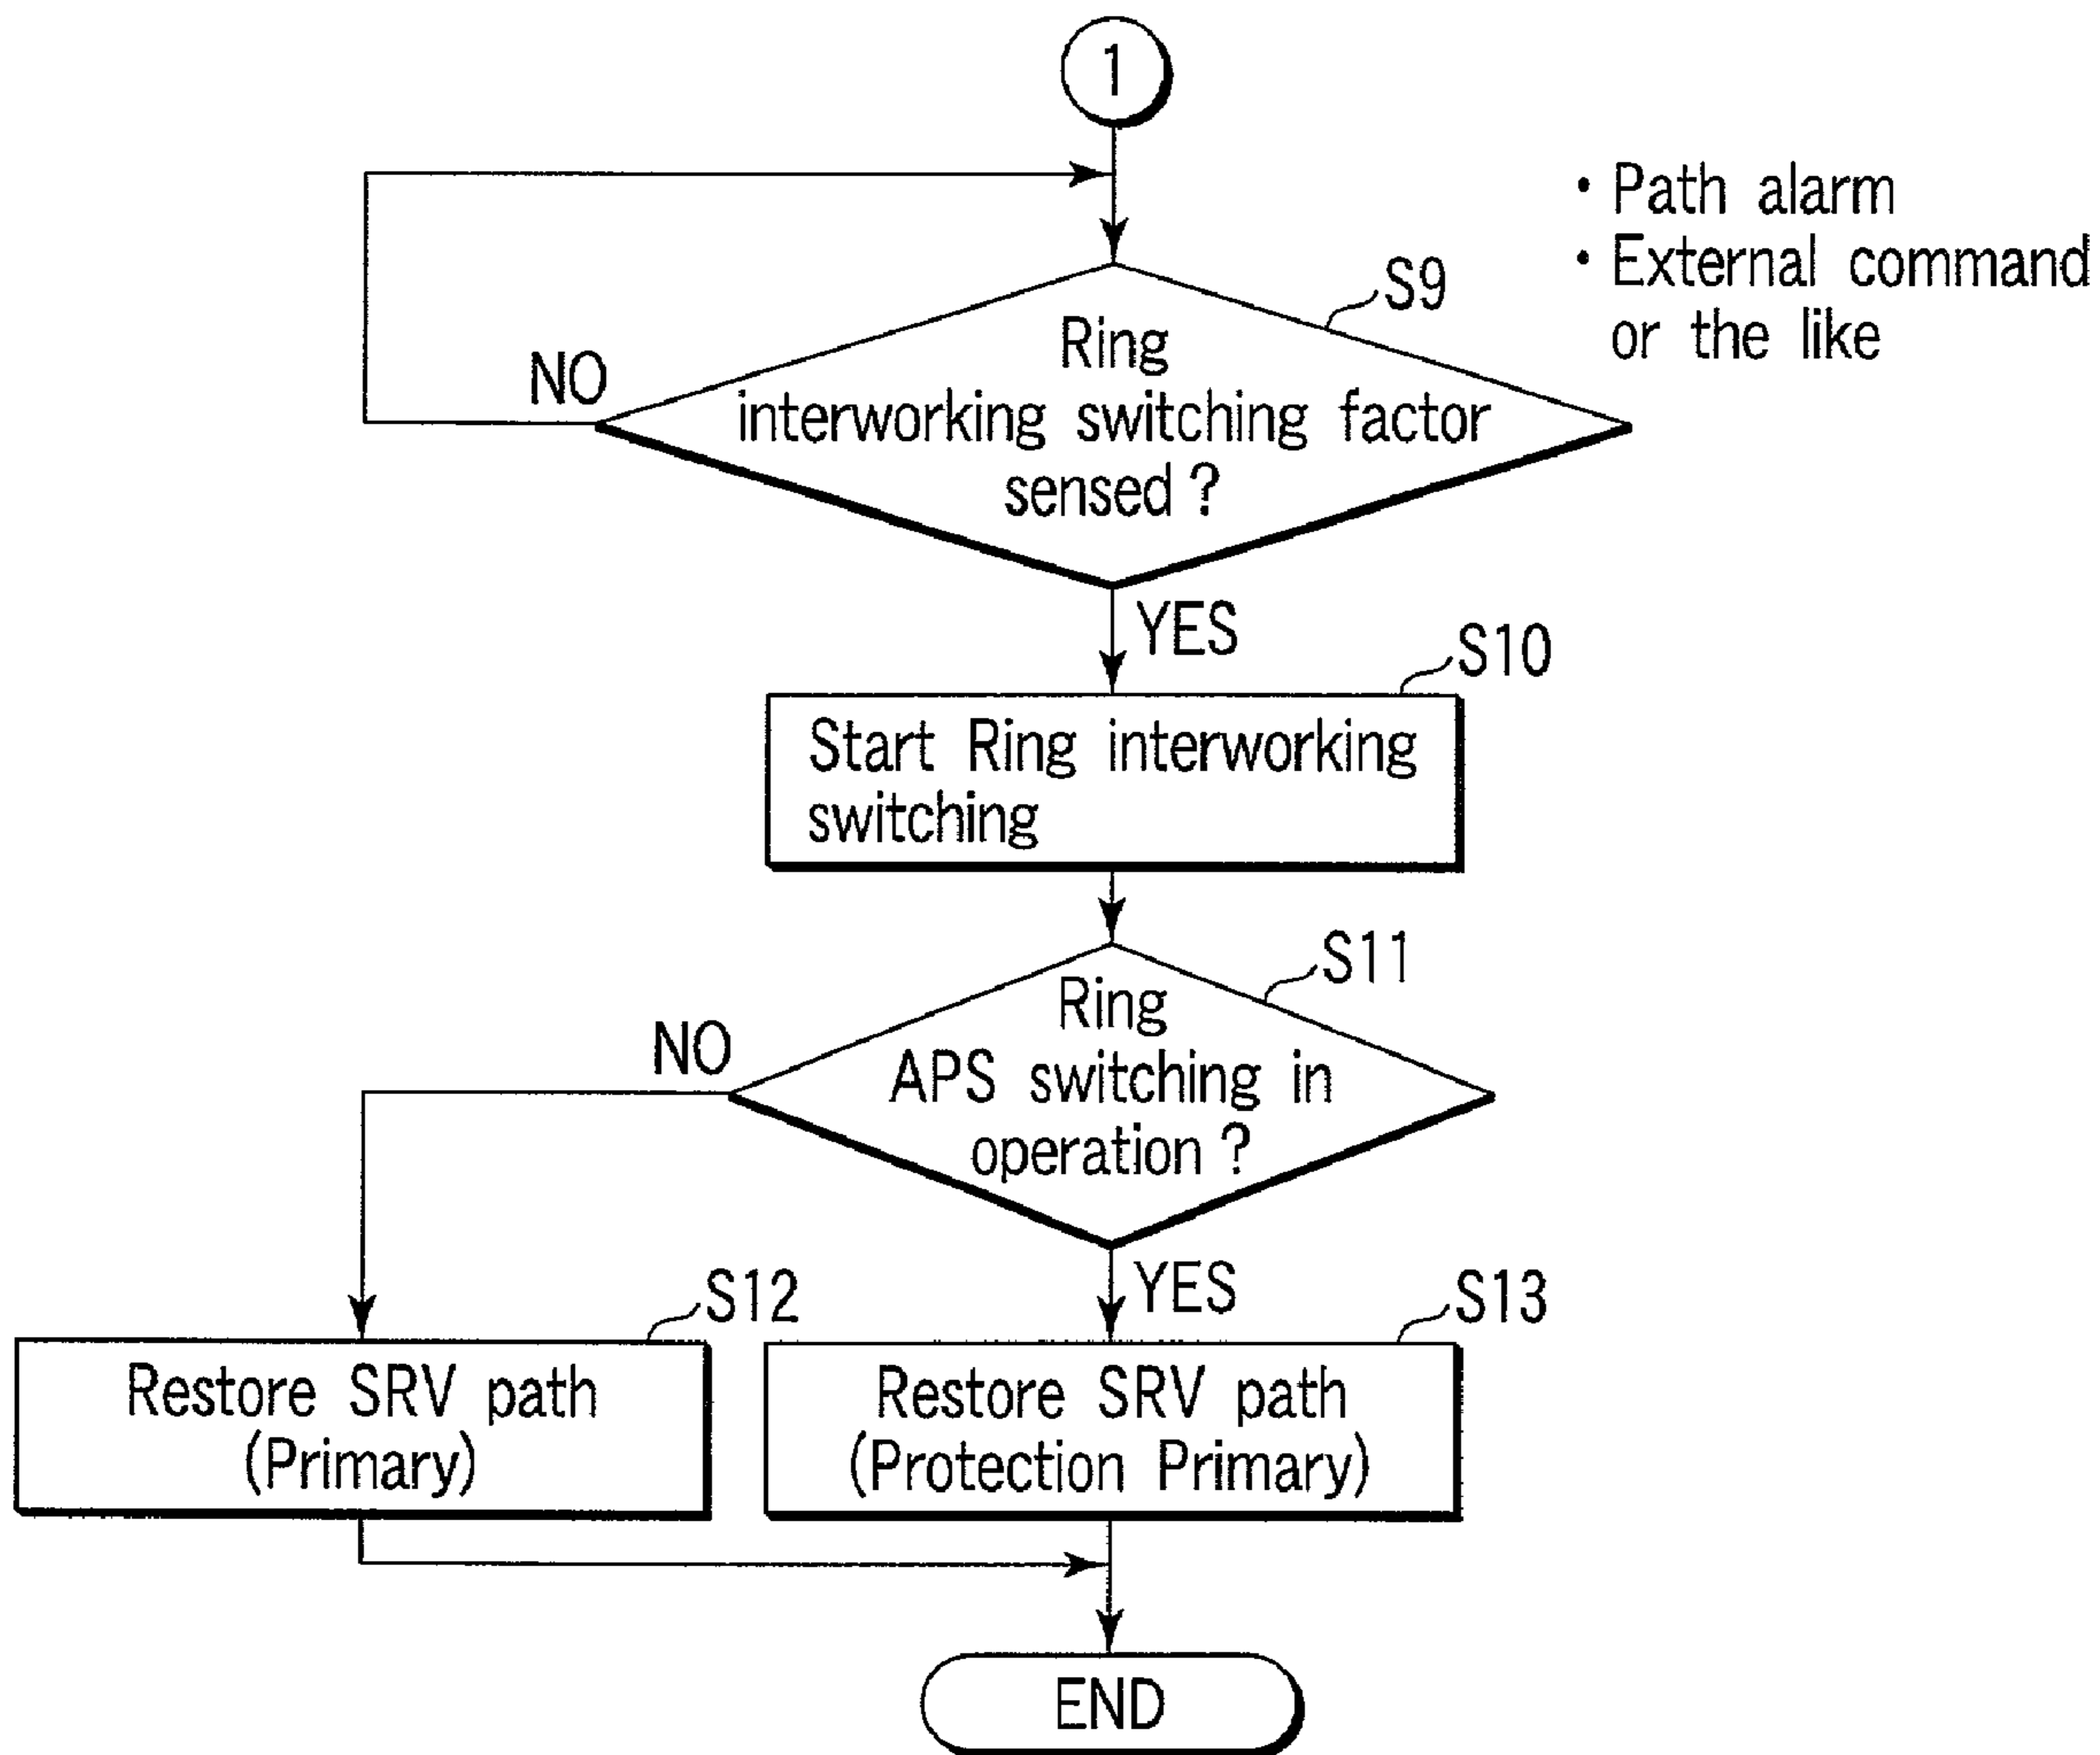 1
• Path alarm
• External command
or the like
S9
Ring
interworking switching factor
sensed ?
NO
YES
S10
Start Ring interworking
switching
S11
Ring
APS switching in
operation ?
NO
YES
S12
Restore SRV path
(Primary)
S13
Restore SRV path
(Protection Primary)
END